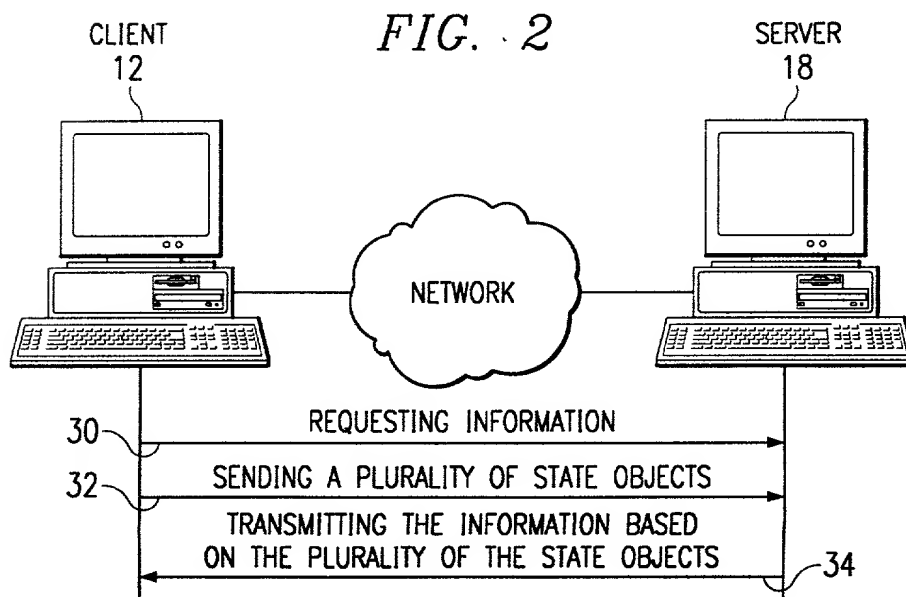 FIG. 2
CLIENT
12
SERVER
18
NETWORK
30
REQUESTING INFORMATION
32
SENDING A PLURALITY OF STATE OBJECTS
TRANSMITTING THE INFORMATION BASED
ON THE PLURALITY OF THE STATE OBJECTS
34